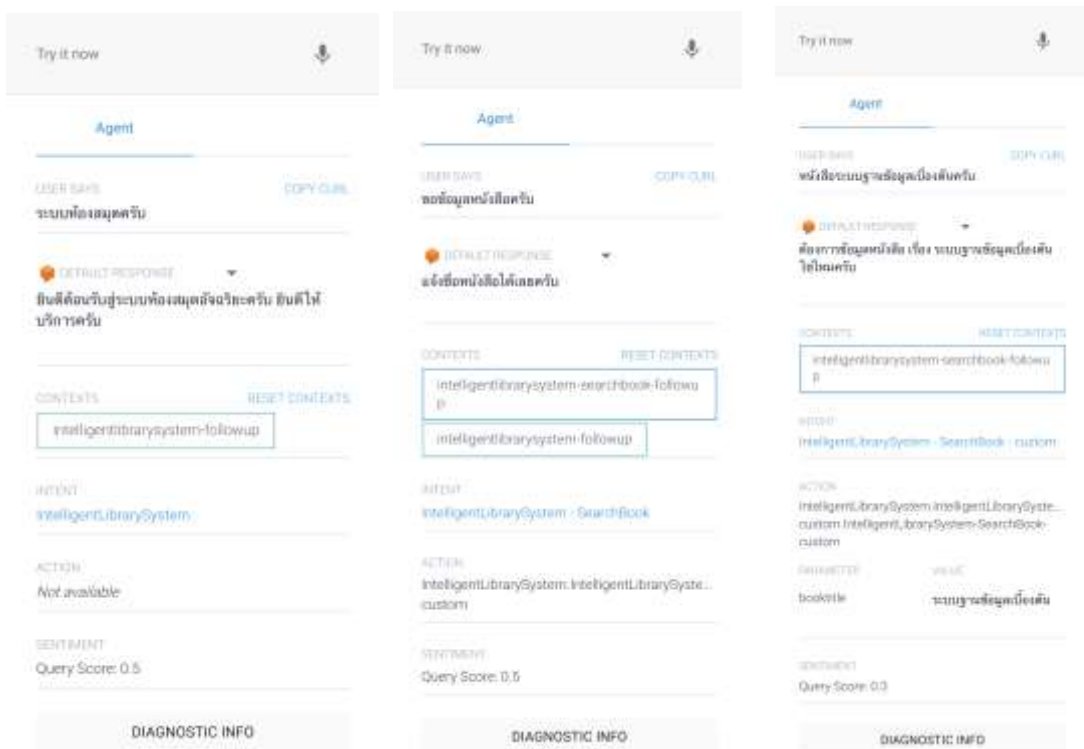 Try it now
Agent
USER SAYS COPY CURL
ระบบห้องสมุดครับ
DEFAULT RESPONSE
ยินดีต้อนรับสู่ระบบห้องสมุดอัจฉริยะครับ ยินดีให้
บริการครับ
CONTEXTS RESET CONTEXTS
intelligentlibrarysystem-followup
INTENT
IntelligentLibrarySystem
ACTION
Not available
SENTIMENT
Query Score: 0.5
DIAGNOSTIC INFO
Try it now
Agent
USER SAYS COPY CURL
ขอข้อมูลหนังสือครับ
DEFAULT RESPONSE
แจ้งชื่อหนังสือได้เลยครับ
CONTEXTS RESET CONTEXTS
intelligentlibrarysystem-searchbook-followu
p
intelligentlibrarysystem-followup
INTENT
IntelligentLibrarySystem - SearchBook
ACTION
IntelligentLibrarySystem.IntelligentLibrarySyste...
custom
SENTIMENT
Query Score: 0.5
DIAGNOSTIC INFO
Try it now
Agent
USER SAYS COPY CURL
หนังสือระบบฐานข้อมูลเบื้องต้นครับ
DEFAULT RESPONSE
ต้องการข้อมูลหนังสือ เรื่อง ระบบฐานข้อมูลเบื้องต้น
ใช่ไหมครับ
CONTEXTS RESET CONTEXTS
intelligentlibrarysystem-searchbook-followu
p
INTENT
IntelligentLibrarySystem - SearchBook - custom
ACTION
IntelligentLibrarySystem.IntelligentLibrarySyste...
custom.IntelligentLibrarySystem-SearchBook-
custom
PARAMETER VALUE
booktitle ระบบฐานข้อมูลเบื้องต้น
SENTIMENT
Query Score: 0.3
DIAGNOSTIC INFO